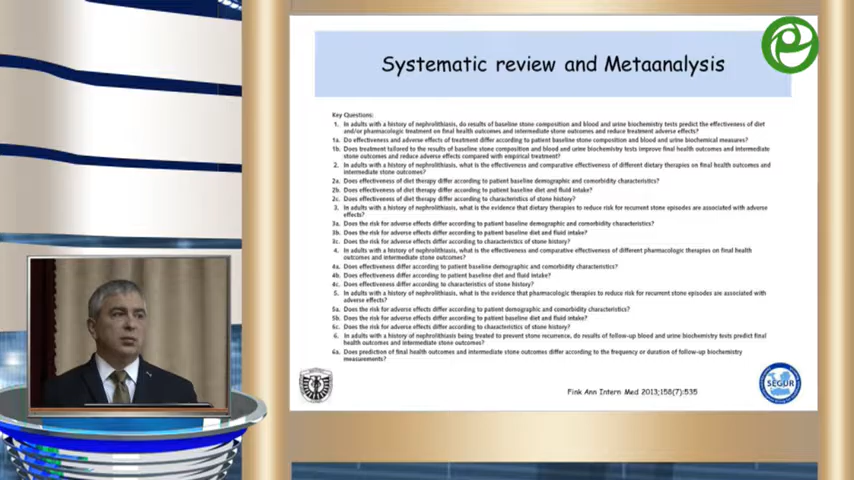 Systematic review and Metaanalysis
Key Questions:
1. In adults with a history of nephrolithiasis, do results of baseline stone composition and blood and urine biochemistry tests predict the effectiveness of diet
and/or pharmacologic treatment on final health outcomes and intermediate stone outcomes and reduce treatment adverse effects?
1a. Do effectiveness and adverse effects of treatment differ according to patient baseline stone composition and blood and urine biochemical measures?
1b. Does treatment tailored to the results of baseline stone composition and blood and urine biochemistry tests improve final health outcomes and intermediate
stone outcomes and reduce adverse effects compared with empirical treatment?
2. In adults with a history of nephrolithiasis, what is the effectiveness and comparative effectiveness of different dietary therapies on final health outcomes and
intermediate stone outcomes?
2a. Does effectiveness of diet therapy differ according to patient baseline demographic and comorbidity characteristics?
2b. Does effectiveness of diet therapy differ according to patient baseline diet and fluid intake?
2c. Does effectiveness of diet therapy differ according to characteristics of stone history?
3. In adults with a history of nephrolithiasis, what is the evidence that dietary therapies to reduce risk for recurrent stone episodes are associated with adverse
effects?
3a. Does the risk for adverse effects differ according to patient baseline demographic and comorbidity characteristics?
3b. Does the risk for adverse effects differ according to patient baseline diet and fluid intake?
3c. Does the risk for adverse effects differ according to characteristics of stone history?
4. In adults with a history of nephrolithiasis, what is the effectiveness and comparative effectiveness of different pharmacologic therapies on final health
outcomes and intermediate stone outcomes?
4a. Does effectiveness differ according to patient baseline demographic and comorbidity characteristics?
4b. Does effectiveness differ according to patient baseline diet and fluid intake?
4c. Does effectiveness differ according to characteristics of stone history?
5. In adults with a history of nephrolithiasis, what is the evidence that pharmacologic therapies to reduce risk for recurrent stone episodes are associated with
adverse effects?
5a. Does the risk for adverse effects differ according to patient demographic and comorbidity characteristics?
5b. Does the risk for adverse effects differ according to patient baseline diet and fluid intake?
5c. Does the risk for adverse effects differ according to characteristics of stone history?
6. In adults with a history of nephrolithiasis being treated to prevent stone recurrence, do results of follow-up blood and urine biochemistry tests predict final
health outcomes and intermediate stone outcomes?
6a. Does prediction of final health outcomes and intermediate stone outcomes differ according to the frequency or duration of follow-up biochemistry
measurements?
Fink Ann Intern Med 2013;158(7):535
SEGUR